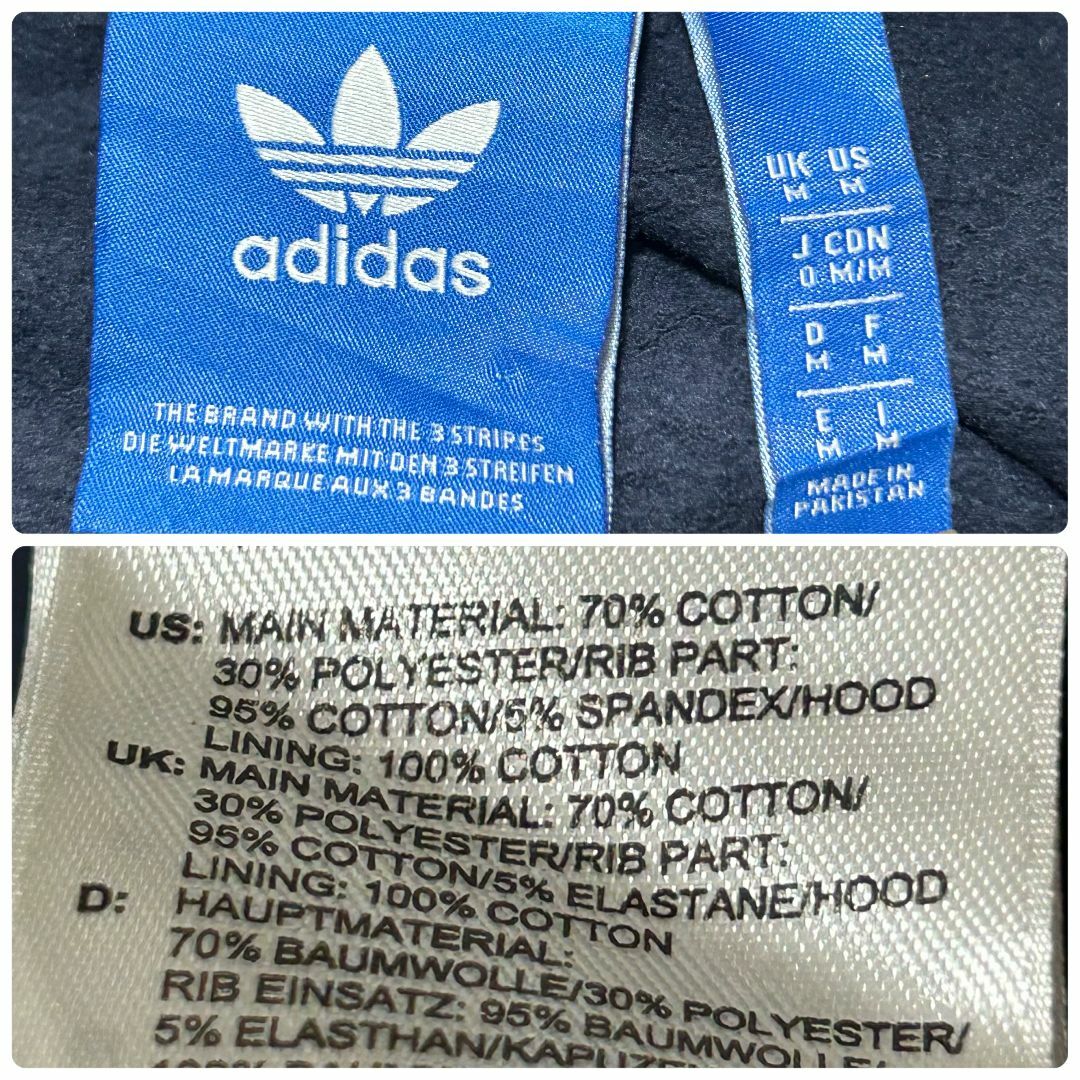 adidas
THE BRAND WITH THE 3 STRIPES
DIE WELTMARKE MIT DEN 3 STREIFEN
LA MARQUE AUX 3 BANDES
UK US
M M
J CDN
O M/M
D F
M M
E I
M M
MADE IN
PAKISTAN
US: MAIN MATERIAL: 70% COTTON/
30% POLYESTER/RIB PART:
95% COTTON/5% SPANDEX/HOOD
LINING: 100% COTTON
UK: MAIN MATERIAL: 70% COTTON/
30% POLYESTER/RIB PART:
95% COTTON/5% ELASTANE/HOOD
LINING: 100% COTTON
D: HAUPTMATERIAL:
70% BAUMWOLLE/30% POLYESTER/
RIB EINSATZ: 95% BAUMWOLLE/
5% ELASTHAN/KAPUZE